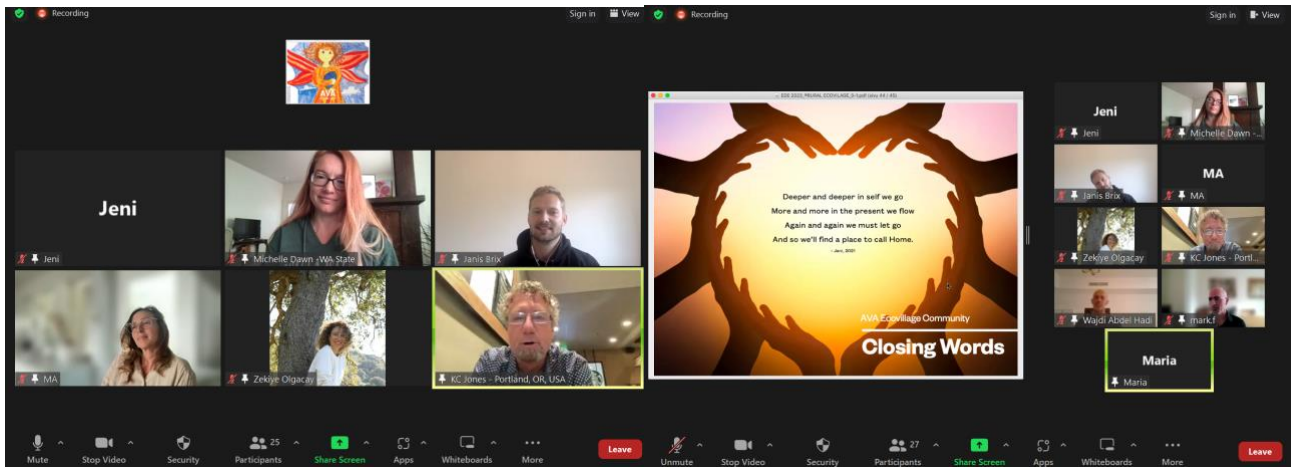 Recording
Sign in
View
AVA
Jeni
Jeni
Michelle Dawn -WA State
Janis Brix
MA
Zekiye Olgacay
KC Jones - Portland, OR, USA
Mute
Stop Video
Security
25
Participants
Share Screen
Apps
Whiteboards
More
Leave
Recording
Sign in
View
Deeper and deeper in self we go
More and more in the present we flow
Again and again we must let go
And so we'll find a place to call Home.
AVA Ecovillage Community
Closing Words
Jeni
Jeni
Michelle Dawn -...
Janis Brix
MA
MA
Zekiye Olgacay
KC Jones - Portl...
Wajdi Abdel Hadi
mark.f
Maria
Maria
Unmute
Stop Video
Security
27
Participants
Share Screen
Apps
Whiteboards
More
Leave